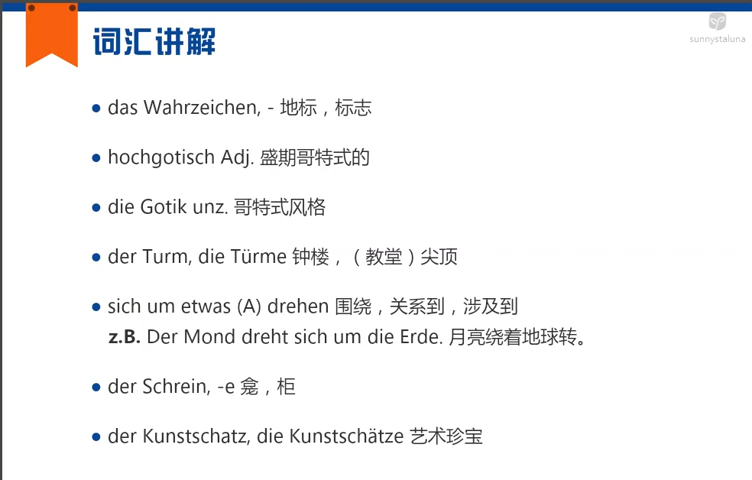 词汇讲解
sunnystaluna
das Wahrzeichen, - 地标，标志
hochgotisch Adj. 盛期哥特式的
die Gotik unz. 哥特式风格
der Turm, die Türme 钟楼，（教堂）尖顶
sich um etwas (A) drehen 围绕，关系到，涉及到
z.B. Der Mond dreht sich um die Erde. 月亮绕着地球转。
der Schrein, -e 龛，柜
der Kunstschatz, die Kunstschätze 艺术珍宝